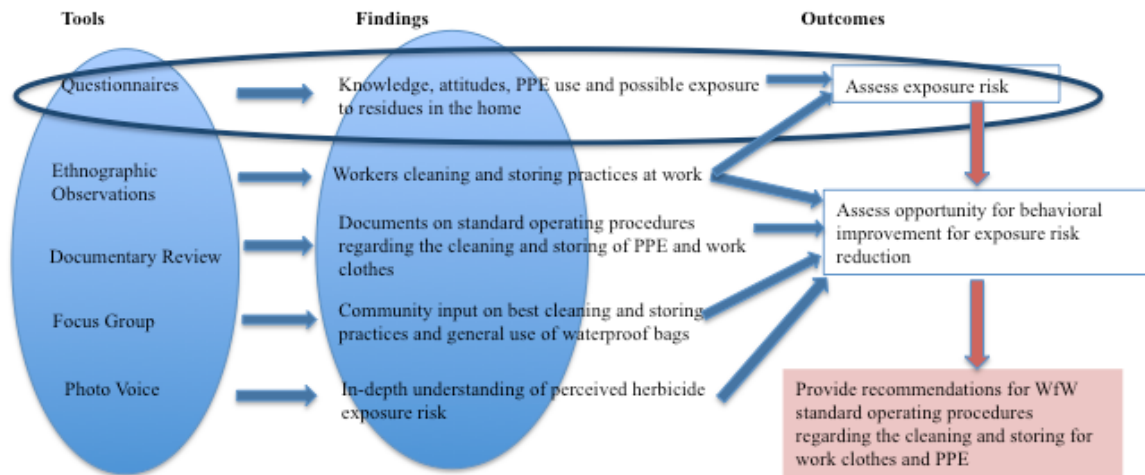 Tools Findings Outcomes
Questionnaires
Knowledge, attitudes, PPE use and possible exposure
to residues in the home
Assess exposure risk
Ethnographic
Observations
Workers cleaning and storing practices at work
Documentary Review
Documents on standard operating procedures
regarding the cleaning and storing of PPE and work
clothes
Assess opportunity for behavioral
improvement for exposure risk
reduction
Focus Group
Community input on best cleaning and storing
practices and general use of waterproof bags
Photo Voice
In-depth understanding of perceived herbicide
exposure risk
Provide recommendations for WfW
standard operating procedures
regarding the cleaning and storing for
work clothes and PPE